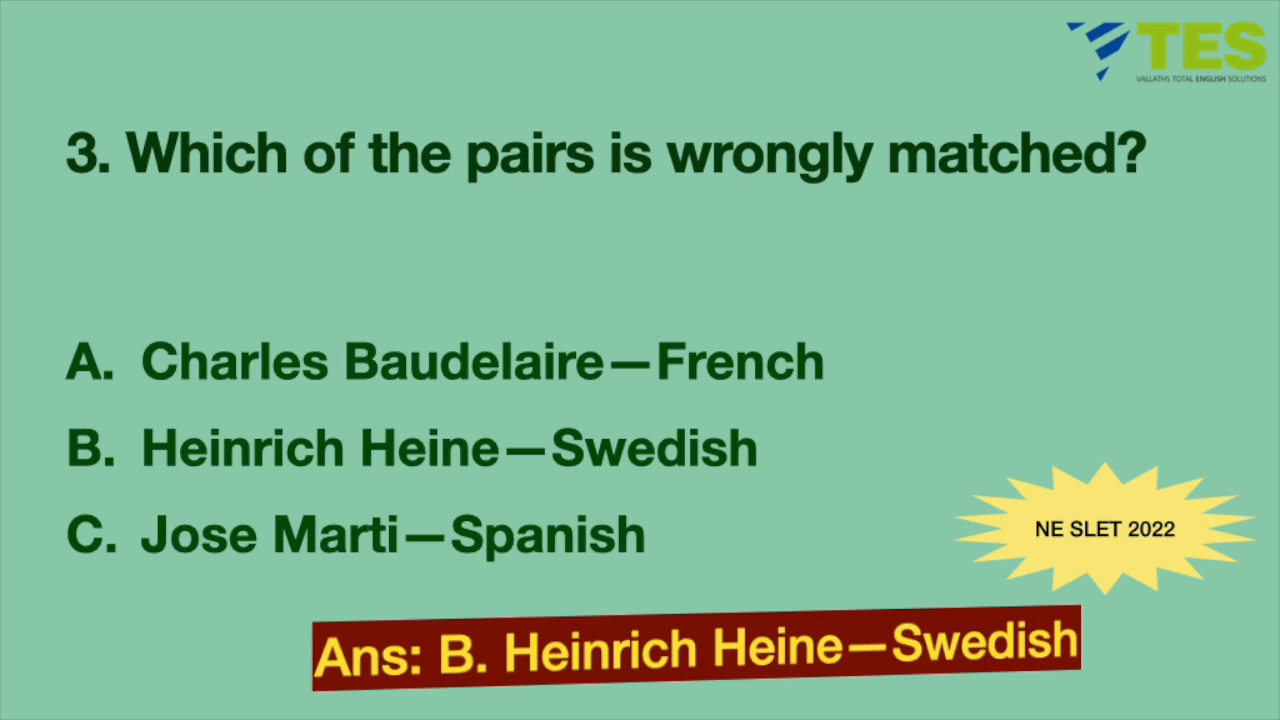 TES
VALLATHS TOTAL ENGLISH SOLUTIONS
3. Which of the pairs is wrongly matched?
A. Charles Baudelaire—French
B. Heinrich Heine—Swedish
C. Jose Marti—Spanish
NE SLET 2022
Ans: B. Heinrich Heine—Swedish